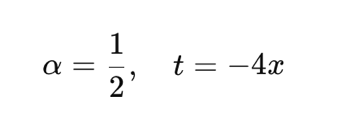 α = 1/2, t = −4x